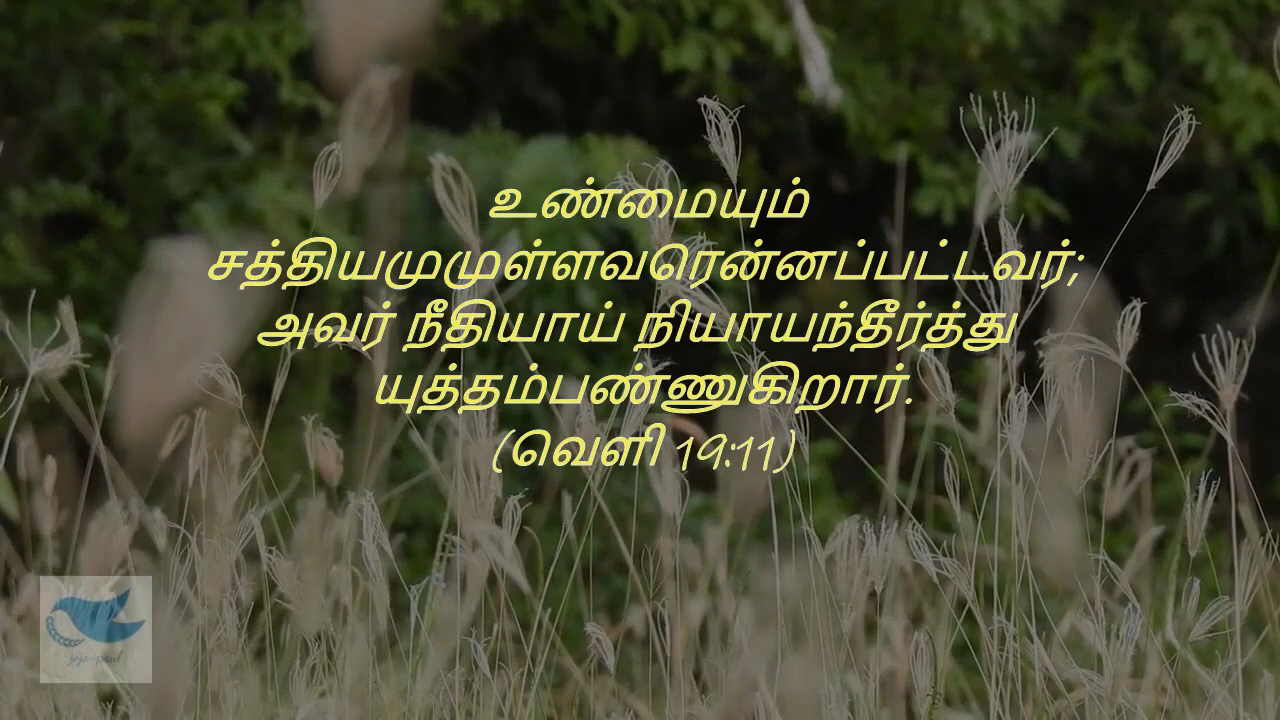 உண்மையும்
சத்தியமுமுள்ளவரென்னப்பட்டவர்;
அவர் நீதியாய் நியாயந்தீர்த்து
யுத்தம்பண்ணுகிறார்.
(வெளி 19:11)